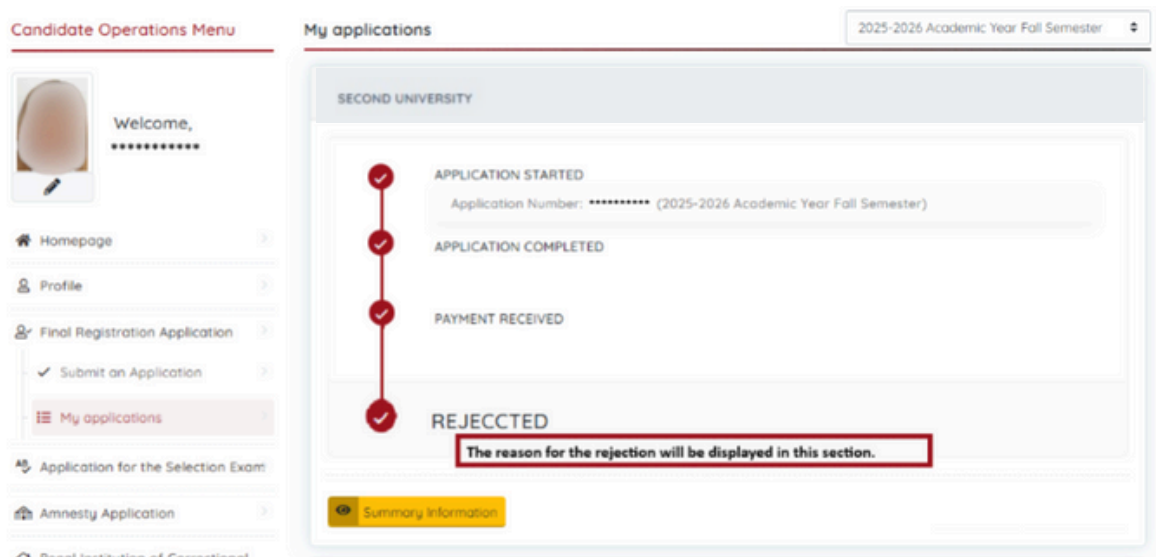 Candidate Operations Menu
My applications
2025-2026 Academic Year Fall Semester
Welcome,
***********
Homepage
Profile
Final Registration Application
Submit an Application
My applications
Application for the Selection Exam
Amnesty Application
SECOND UNIVERSITY
APPLICATION STARTED
Application Number: ********** (2025-2026 Academic Year Fall Semester)
APPLICATION COMPLETED
PAYMENT RECEIVED
REJECCTED
The reason for the rejection will be displayed in this section.
Summary Information